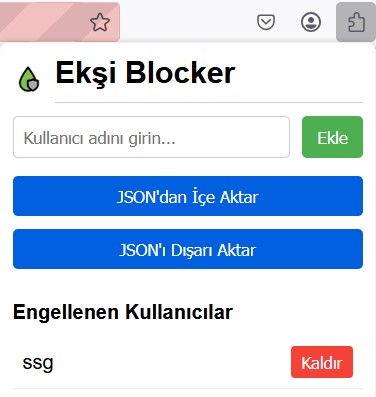 Ekşi Blocker
Kullanıcı adını girin...
Ekle
JSON'dan İçe Aktar
JSON'ı Dışarı Aktar
Engellenen Kullanıcılar
ssg
Kaldır